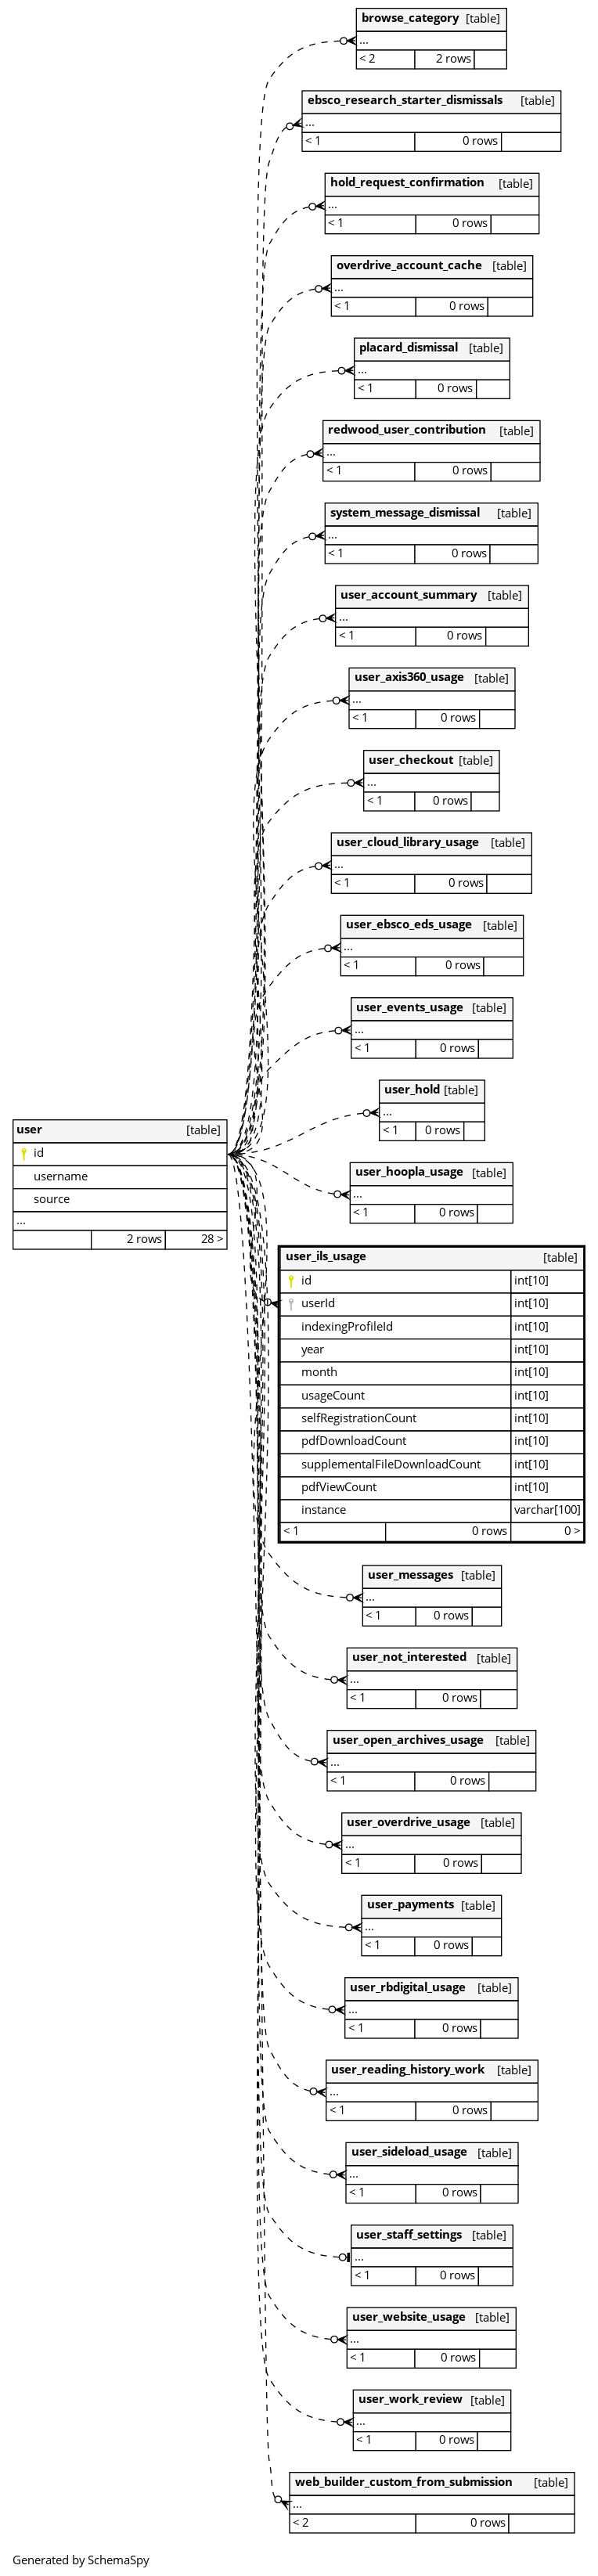 browse_category [table]
...
< 2 2 rows
ebsco_research_starter_dismissals [table]
...
< 1 0 rows
hold_request_confirmation [table]
...
< 1 0 rows
overdrive_account_cache [table]
...
< 1 0 rows
placard_dismissal [table]
...
< 1 0 rows
redwood_user_contribution [table]
...
< 1 0 rows
system_message_dismissal [table]
...
< 1 0 rows
user_account_summary [table]
...
< 1 0 rows
user_axis360_usage [table]
...
< 1 0 rows
user_checkout [table]
...
< 1 0 rows
user_cloud_library_usage [table]
...
< 1 0 rows
user_ebsco_eds_usage [table]
...
< 1 0 rows
user_events_usage [table]
...
< 1 0 rows
user_hold [table]
...
< 1 0 rows
user [table]
id
username
source
...
2 rows 28 >
user_hoopla_usage [table]
...
< 1 0 rows
user_ils_usage [table]
id int[10]
userId int[10]
indexingProfileId int[10]
year int[10]
month int[10]
usageCount int[10]
selfRegistrationCount int[10]
pdfDownloadCount int[10]
supplementalFileDownloadCount int[10]
pdfViewCount int[10]
instance varchar[100]
< 1 0 rows 0 >
user_messages [table]
...
< 1 0 rows
user_not_interested [table]
...
< 1 0 rows
user_open_archives_usage [table]
...
< 1 0 rows
user_overdrive_usage [table]
...
< 1 0 rows
user_payments [table]
...
< 1 0 rows
user_rbdigital_usage [table]
...
< 1 0 rows
user_reading_history_work [table]
...
< 1 0 rows
user_sideload_usage [table]
...
< 1 0 rows
user_staff_settings [table]
...
< 1 0 rows
user_website_usage [table]
...
< 1 0 rows
user_work_review [table]
...
< 1 0 rows
web_builder_custom_from_submission [table]
...
< 2 0 rows
Generated by SchemaSpy